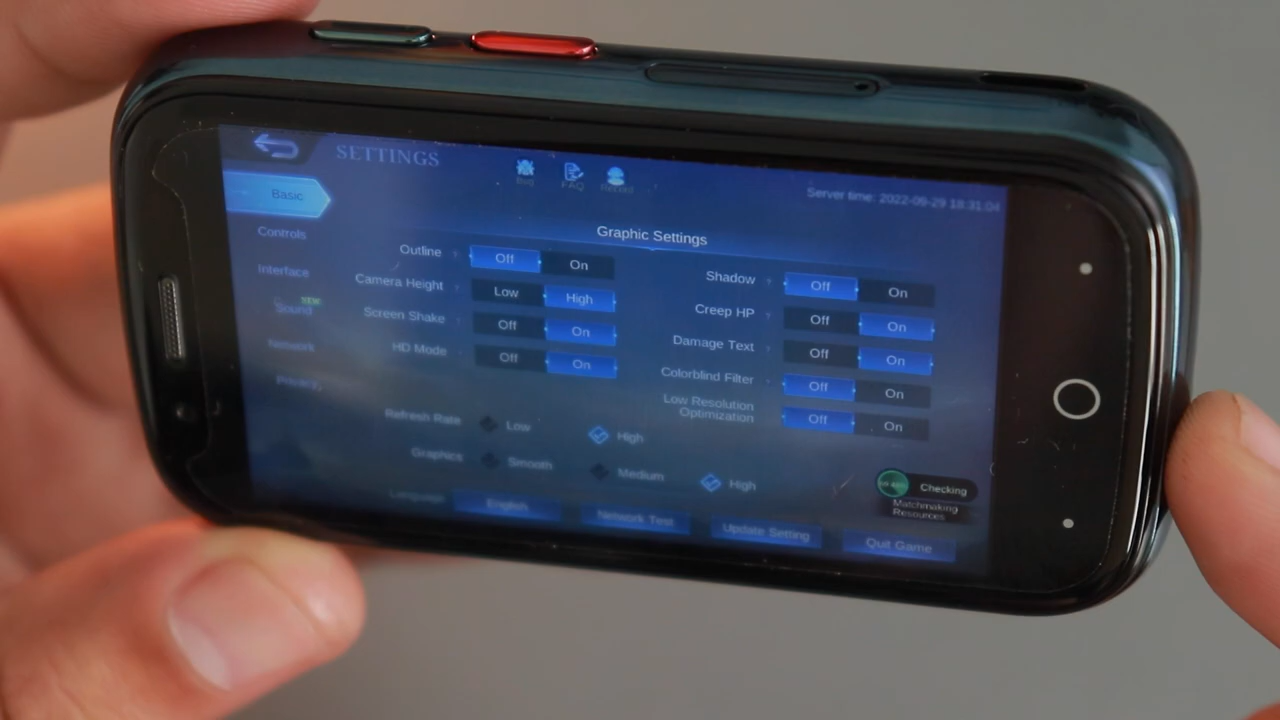 SETTINGS
Bug
FAQ
Record
Server time: 2022-09-29 18:31:04
Basic
Controls
Interface
NEW
Sound
Network
Privacy
Graphic Settings
Outline ? Off On
Camera Height ? Low High
Screen Shake ? Off On
HD Mode ? Off On
Shadow ? Off On
Creep HP ? Off On
Damage Text ? Off On
Colorblind Filter ? Off On
Low Resolution
Optimization ? Off On
Refresh Rate Low High
Graphics Smooth Medium High
Language English Network Test Update Setting Quit Game
Checking
Matchmaking
Resources